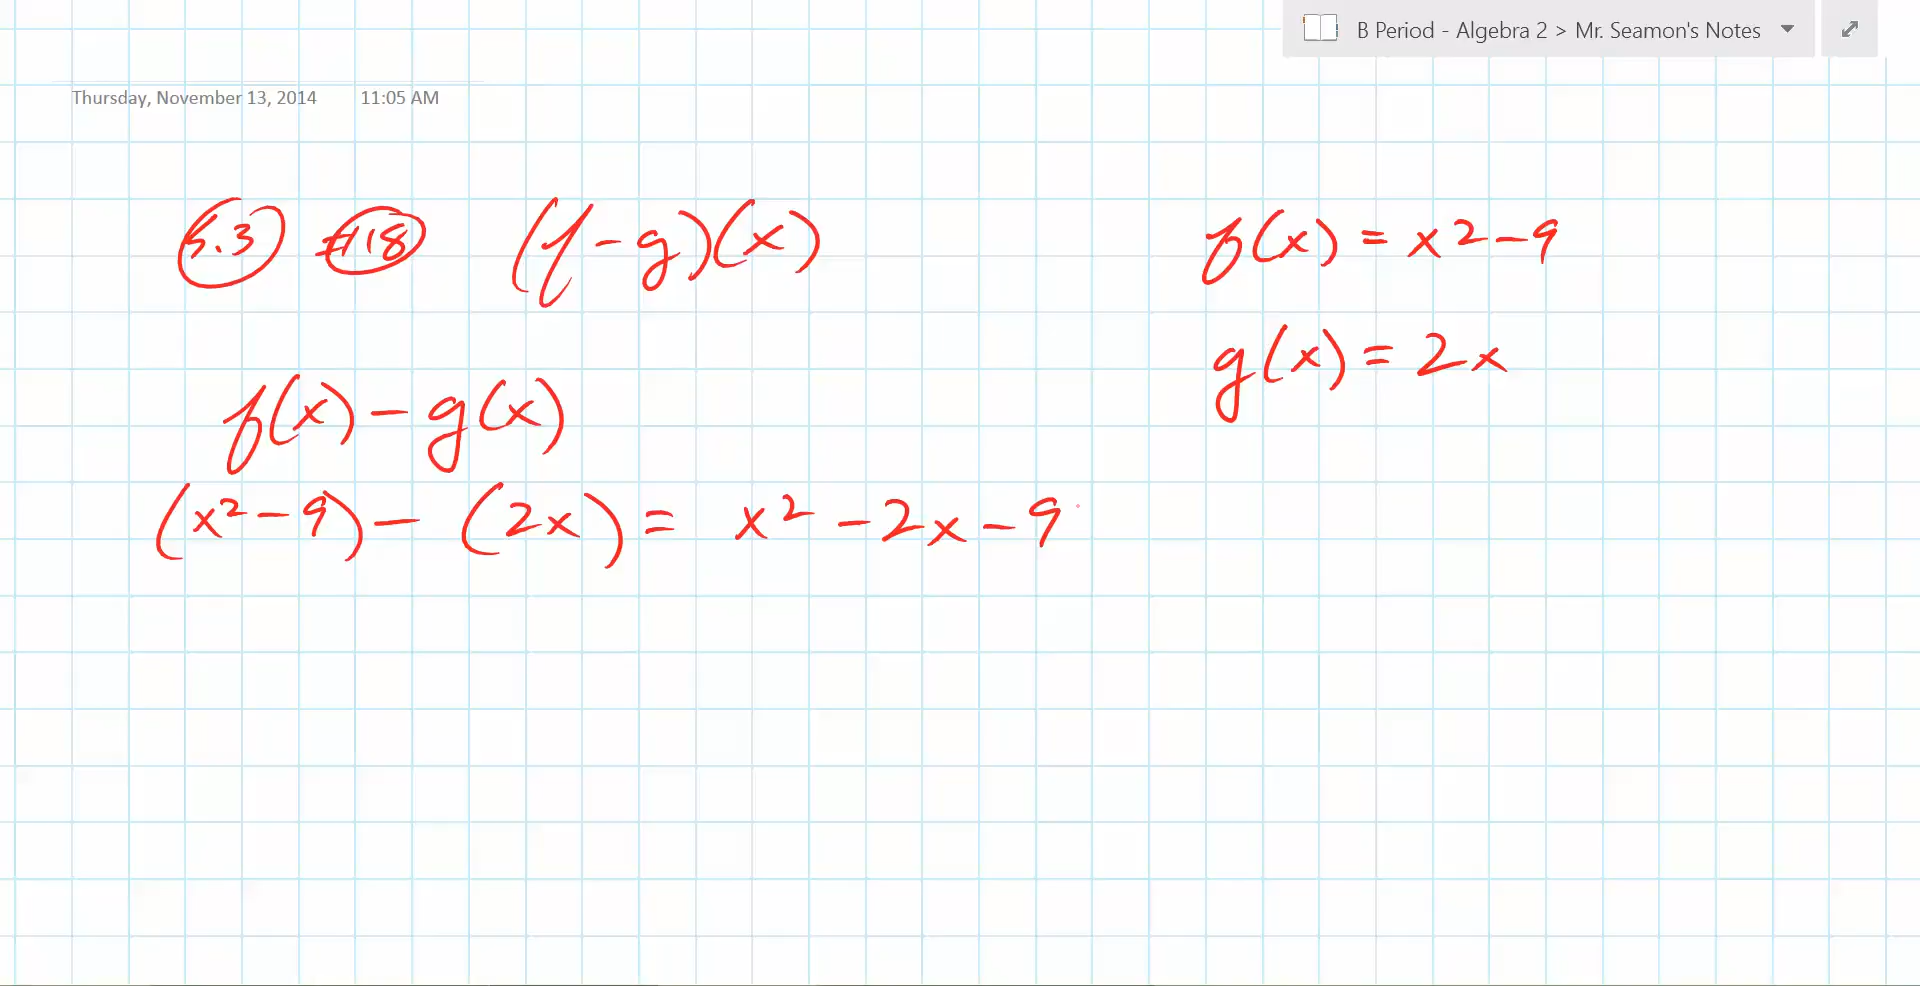 B Period - Algebra 2 > Mr. Seamon's Notes
Thursday, November 13, 2014 11:05 AM
5.3 #18 (f-g)(x)
f(x) = x²-9
g(x) = 2x
f(x) - g(x)
(x²-9) - (2x) = x² - 2x - 9